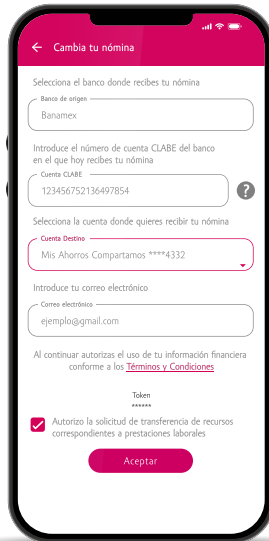 Cambia tu nómina
Selecciona el banco donde recibes tu nómina
Banco de origen
Banamex
Introduce el número de cuenta CLABE del banco
en el que hoy recibes tu nómina
Cuenta CLABE
123456752136497854
?
Selecciona la cuenta donde quieres recibir tu nómina
Cuenta Destino
Mis Ahorros Compartamos ****4332
Introduce tu correo electrónico
Correo electrónico
ejemplo@gmail.com
Al continuar autorizas el uso de tu información financiera
conforme a los Términos y Condiciones
Token
******
Autorizo la solicitud de transferencia de recursos
correspondientes a prestaciones laborales
Aceptar